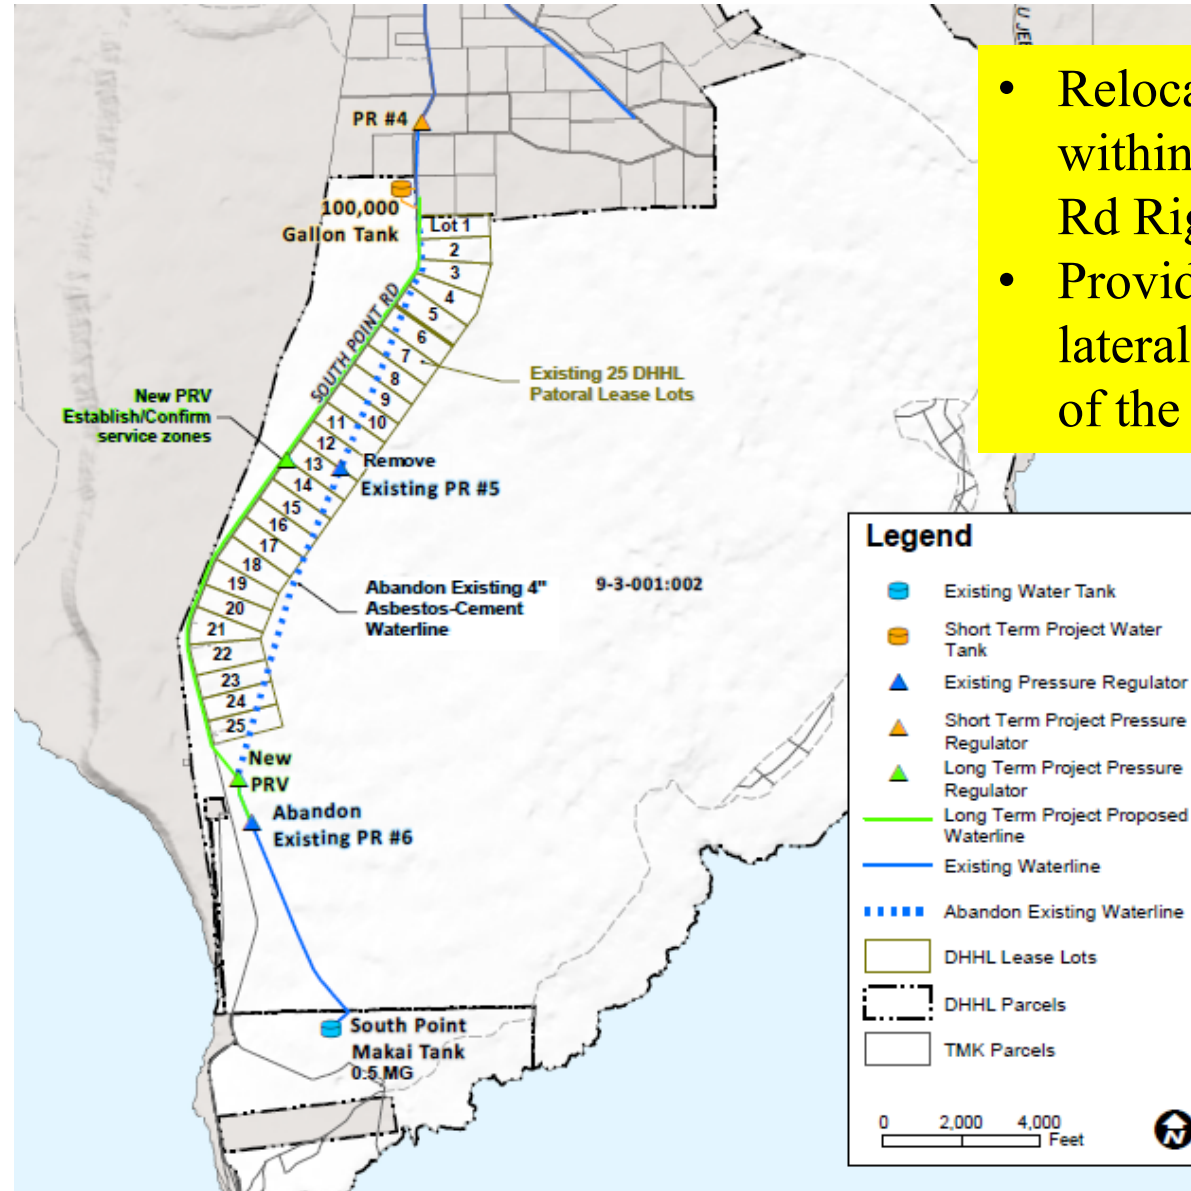 U JEE
PR #4
100,000
Gallon Tank
Lot 1
2
3
4
5
6
7
8
9
10
11
12
13
14
15
16
17
18
19
20
21
22
23
24
25
SOUTH POINT RD
Existing 25 DHHL
Patoral Lease Lots
New PRV
Establish/Confirm
service zones
Remove
Existing PR #5
Abandon Existing 4"
Asbestos-Cement
Waterline
9-3-001:002
New
PRV
Abandon
Existing PR #6
South Point
Makai Tank
0.5 MG
• Reloca
within
Rd Rig
• Provid
lateral
of the
Legend
Existing Water Tank
Short Term Project Water
Tank
Existing Pressure Regulator
Short Term Project Pressure
Regulator
Long Term Project Pressure
Regulator
Long Term Project Proposed
Waterline
Existing Waterline
Abandon Existing Waterline
DHHL Lease Lots
DHHL Parcels
TMK Parcels
0 2,000 4,000
Feet
N